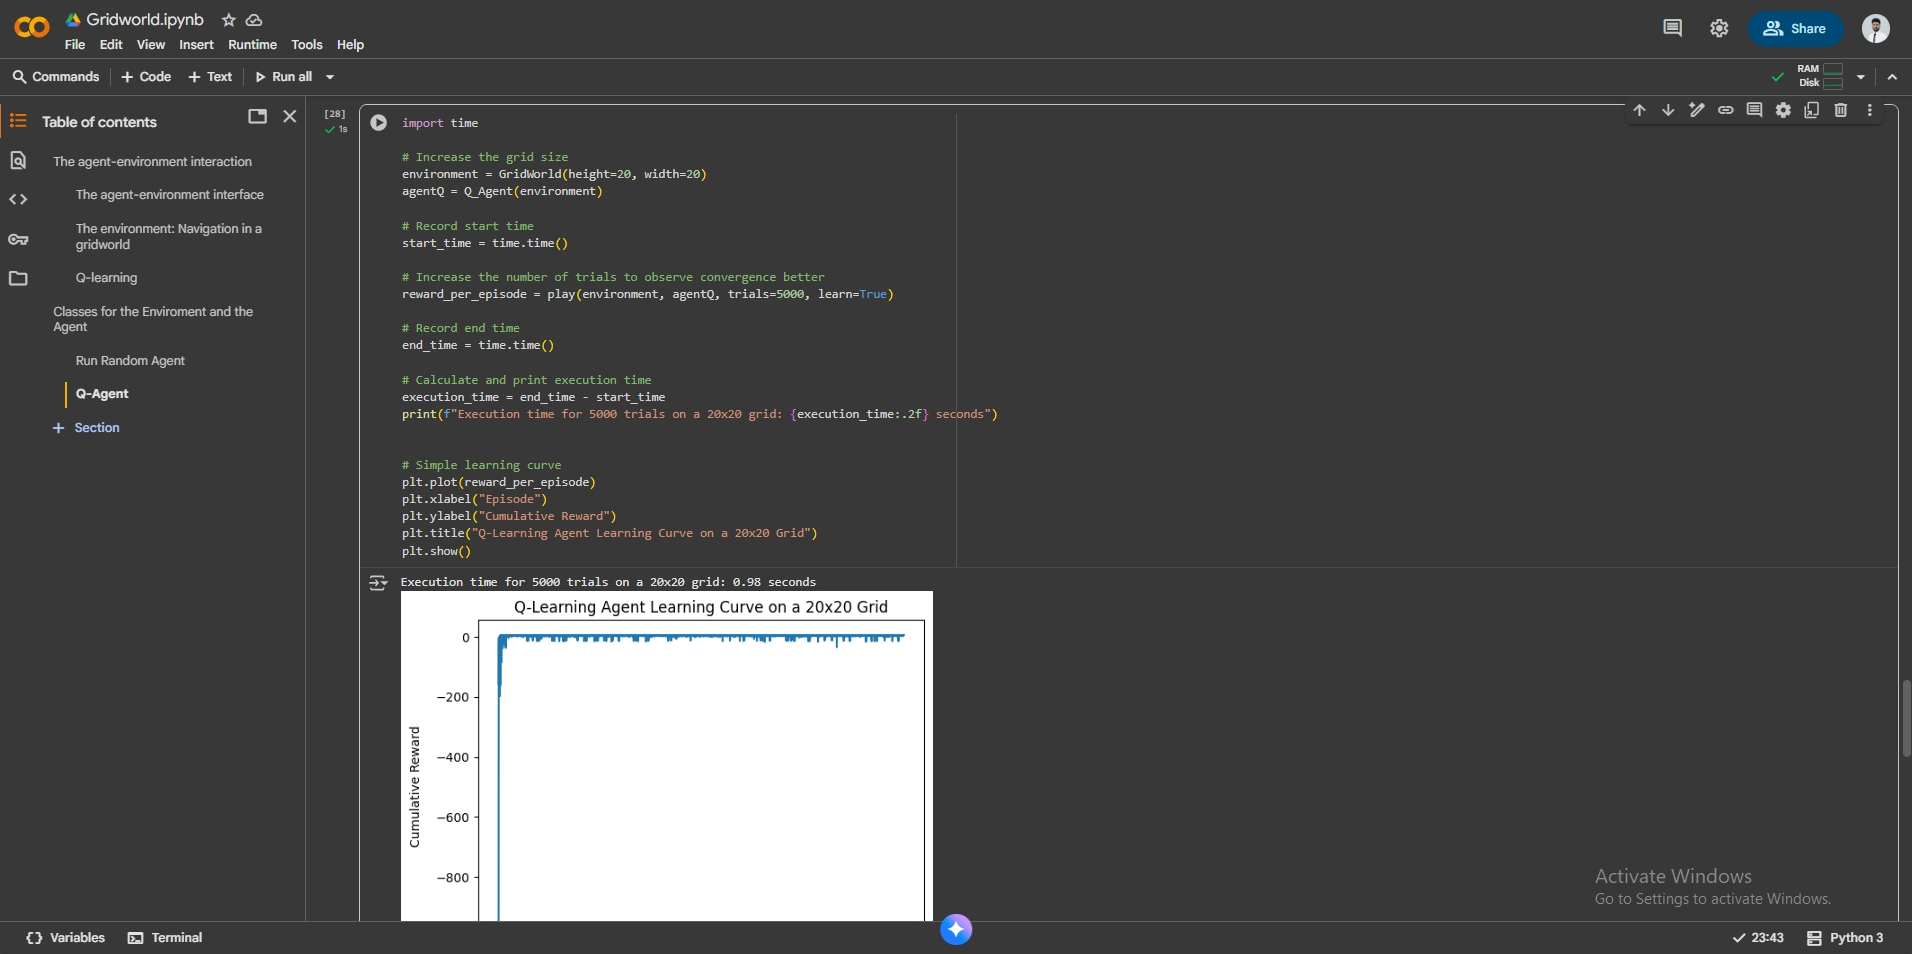 Gridworld.ipynb
File Edit View Insert Runtime Tools Help
Share
Commands + Code + Text Run all
RAM
Disk
Table of contents
The agent-environment interaction
The agent-environment interface
The environment: Navigation in a
gridworld
Q-learning
Classes for the Enviroment and the
Agent
Run Random Agent
Q-Agent
+ Section
[28]
1s
import time
# Increase the grid size
environment = GridWorld(height=20, width=20)
agentQ = Q_Agent(environment)
# Record start time
start_time = time.time()
# Increase the number of trials to observe convergence better
reward_per_episode = play(environment, agentQ, trials=5000, learn=True)
# Record end time
end_time = time.time()
# Calculate and print execution time
execution_time = end_time - start_time
print(f"Execution time for 5000 trials on a 20x20 grid: {execution_time:.2f} seconds")
# Simple learning curve
plt.plot(reward_per_episode)
plt.xlabel("Episode")
plt.ylabel("Cumulative Reward")
plt.title("Q-Learning Agent Learning Curve on a 20x20 Grid")
plt.show()
Execution time for 5000 trials on a 20x20 grid: 0.98 seconds
Q-Learning Agent Learning Curve on a 20x20 Grid
0
−200
−400
−600
−800
Cumulative Reward
Activate Windows
Go to Settings to activate Windows.
Variables Terminal
23:43 Python 3